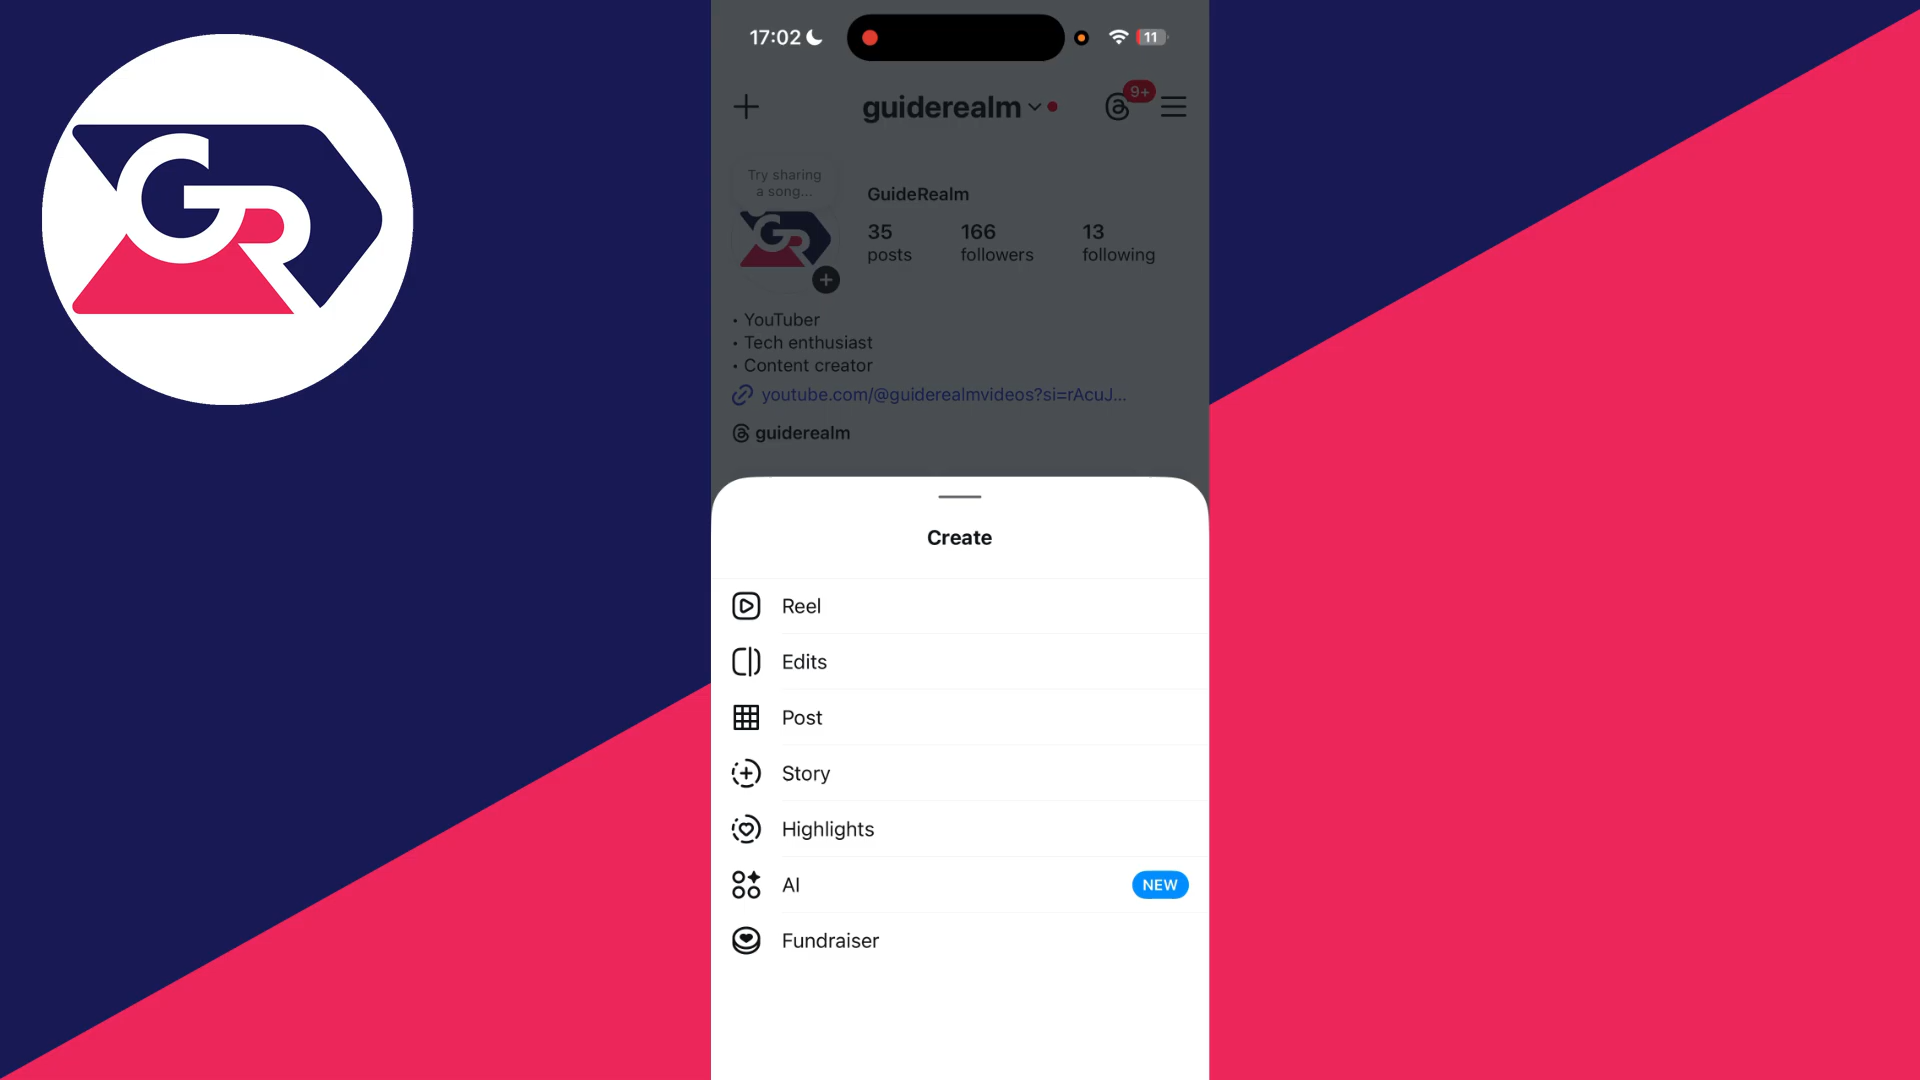 GR
17:02
11
guiderealm
9+
Try sharing
a song...
GuideRealm
35 166 13
posts followers following
• YouTuber
• Tech enthusiast
• Content creator
youtube.com/@guiderealmvideos?si=rAcuJ...
guiderealm
Create
Reel
Edits
Post
Story
Highlights
AI NEW
Fundraiser